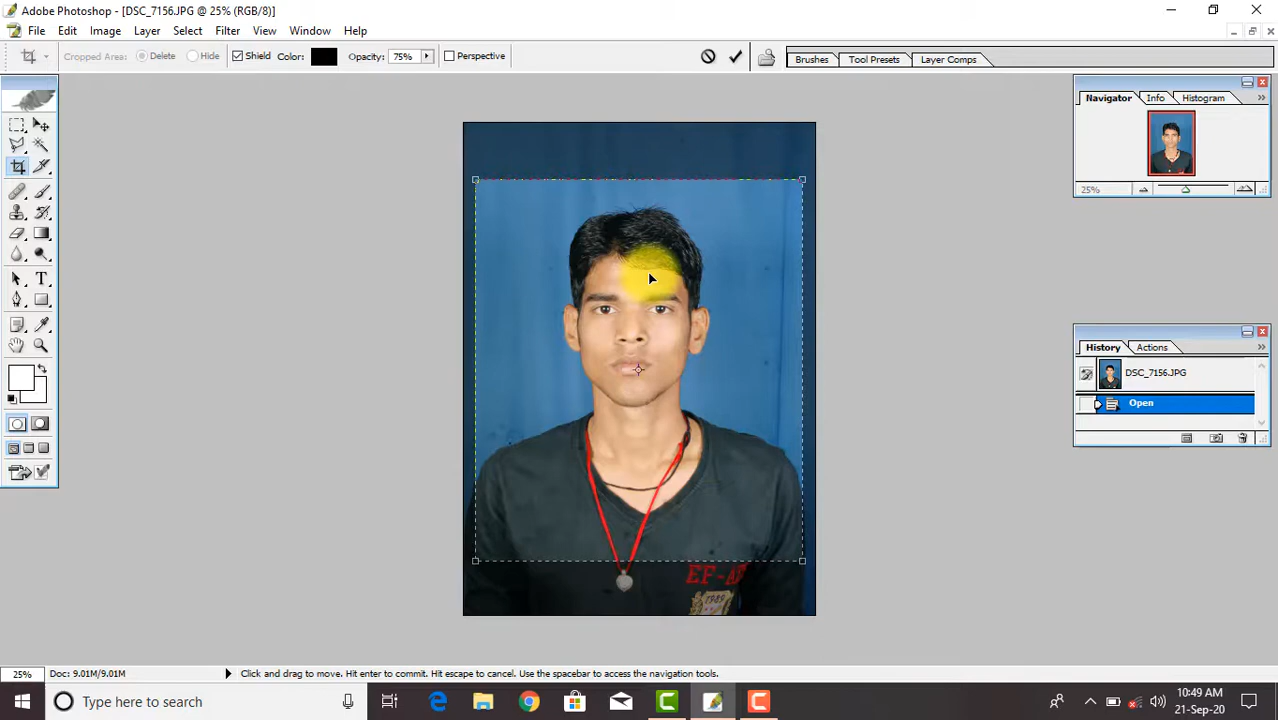 Adobe Photoshop - [DSC_7156.JPG @ 25% (RGB/8)]
File Edit Image Layer Select Filter View Window Help
Cropped Area: Delete Hide Shield Color: Opacity: 75% Perspective Brushes Tool Presets Layer Comps
Navigator Info Histogram
25%
T
History Actions
DSC_7156.JPG
Open
EF-AE
1989
25% Doc: 9.01M/9.01M Click and drag to move. Hit enter to commit. Hit escape to cancel. Use the spacebar to access the navigation tools.
Type here to search
10:49 AM
21-Sep-20